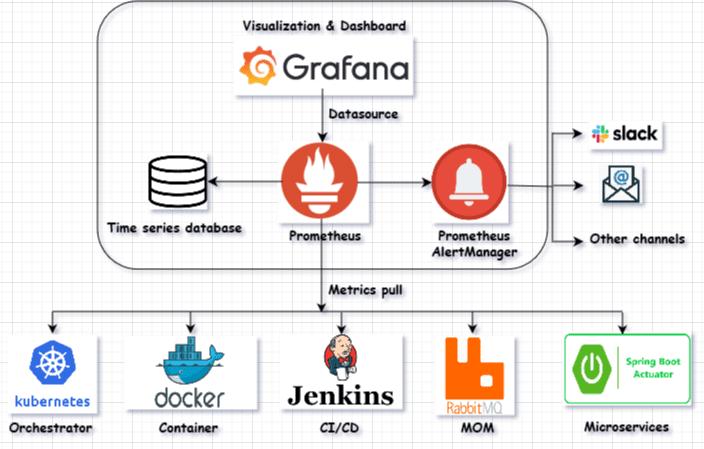 Visualization & Dashboard
Grafana
Datasource
slack
@
Time series database
Prometheus
Prometheus
AlertManager
Other channels
Metrics pull
kubernetes
docker
Jenkins
RabbitMQ
Spring Boot
Actuator
Orchestrator
Container
CI/CD
MOM
Microservices